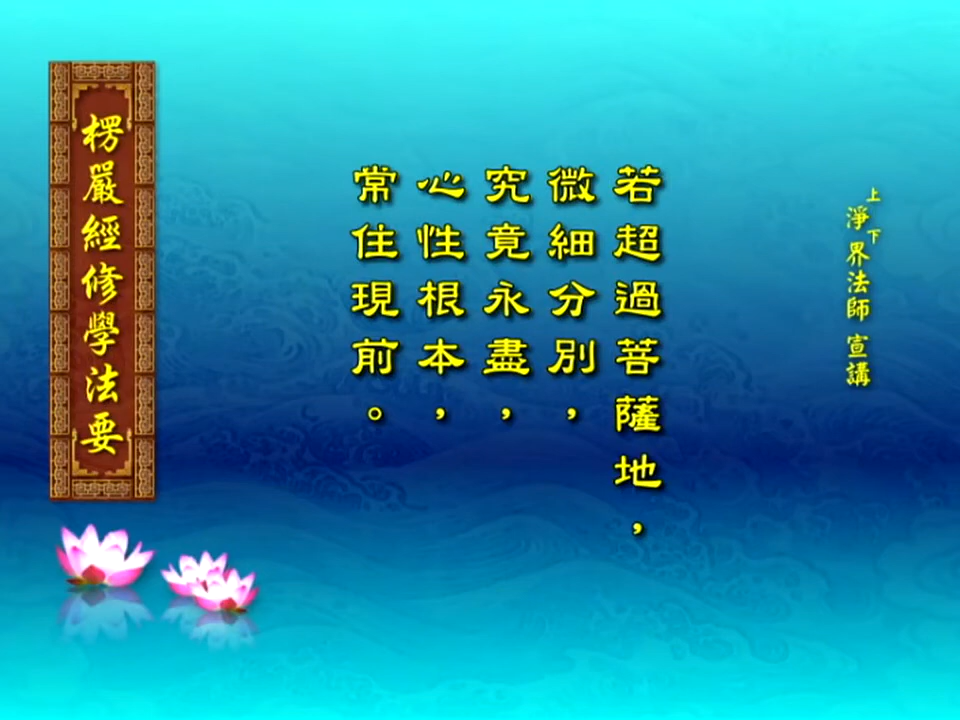 上淨下界法師 宣講
若超過菩薩地，
微細分別，
究竟永盡，
心性根本，
常住現前。
楞嚴經修學法要